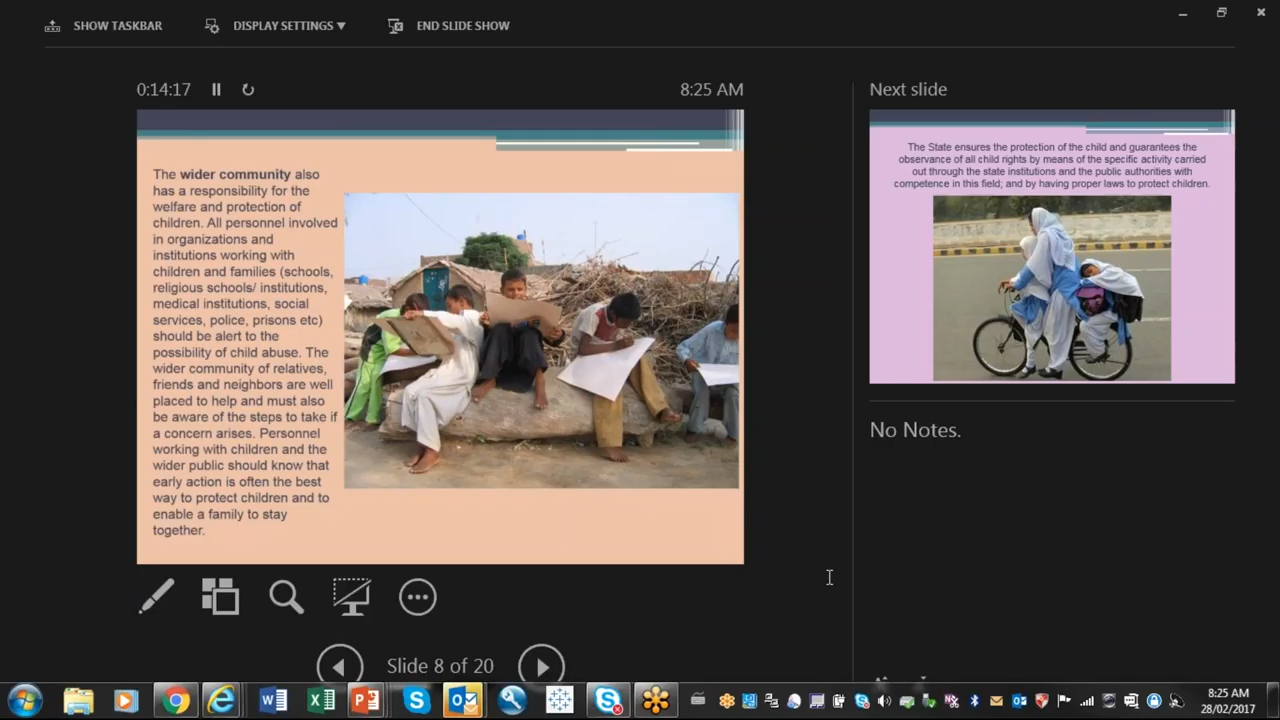 SHOW TASKBAR
DISPLAY SETTINGS ▼
END SLIDE SHOW
0:14:17
8:25 AM
The wider community also
has a responsibility for the
welfare and protection of
children. All personnel involved
in organizations and
institutions working with
children and families (schools,
religious schools/ institutions,
medical institutions, social
services, police, prisons etc)
should be alert to the
possibility of child abuse. The
wider community of relatives,
friends and neighbors are well
placed to help and must also
be aware of the steps to take if
a concern arises. Personnel
working with children and the
wider public should know that
early action is often the best
way to protect children and to
enable a family to stay
together.
Slide 8 of 20
Next slide
The State ensures the protection of the child and guarantees the
observance of all child rights by means of the specific activity carried
out through the state institutions and the public authorities with
competence in this field; and by having proper laws to protect children.
No Notes.
8:25 AM
28/02/2017